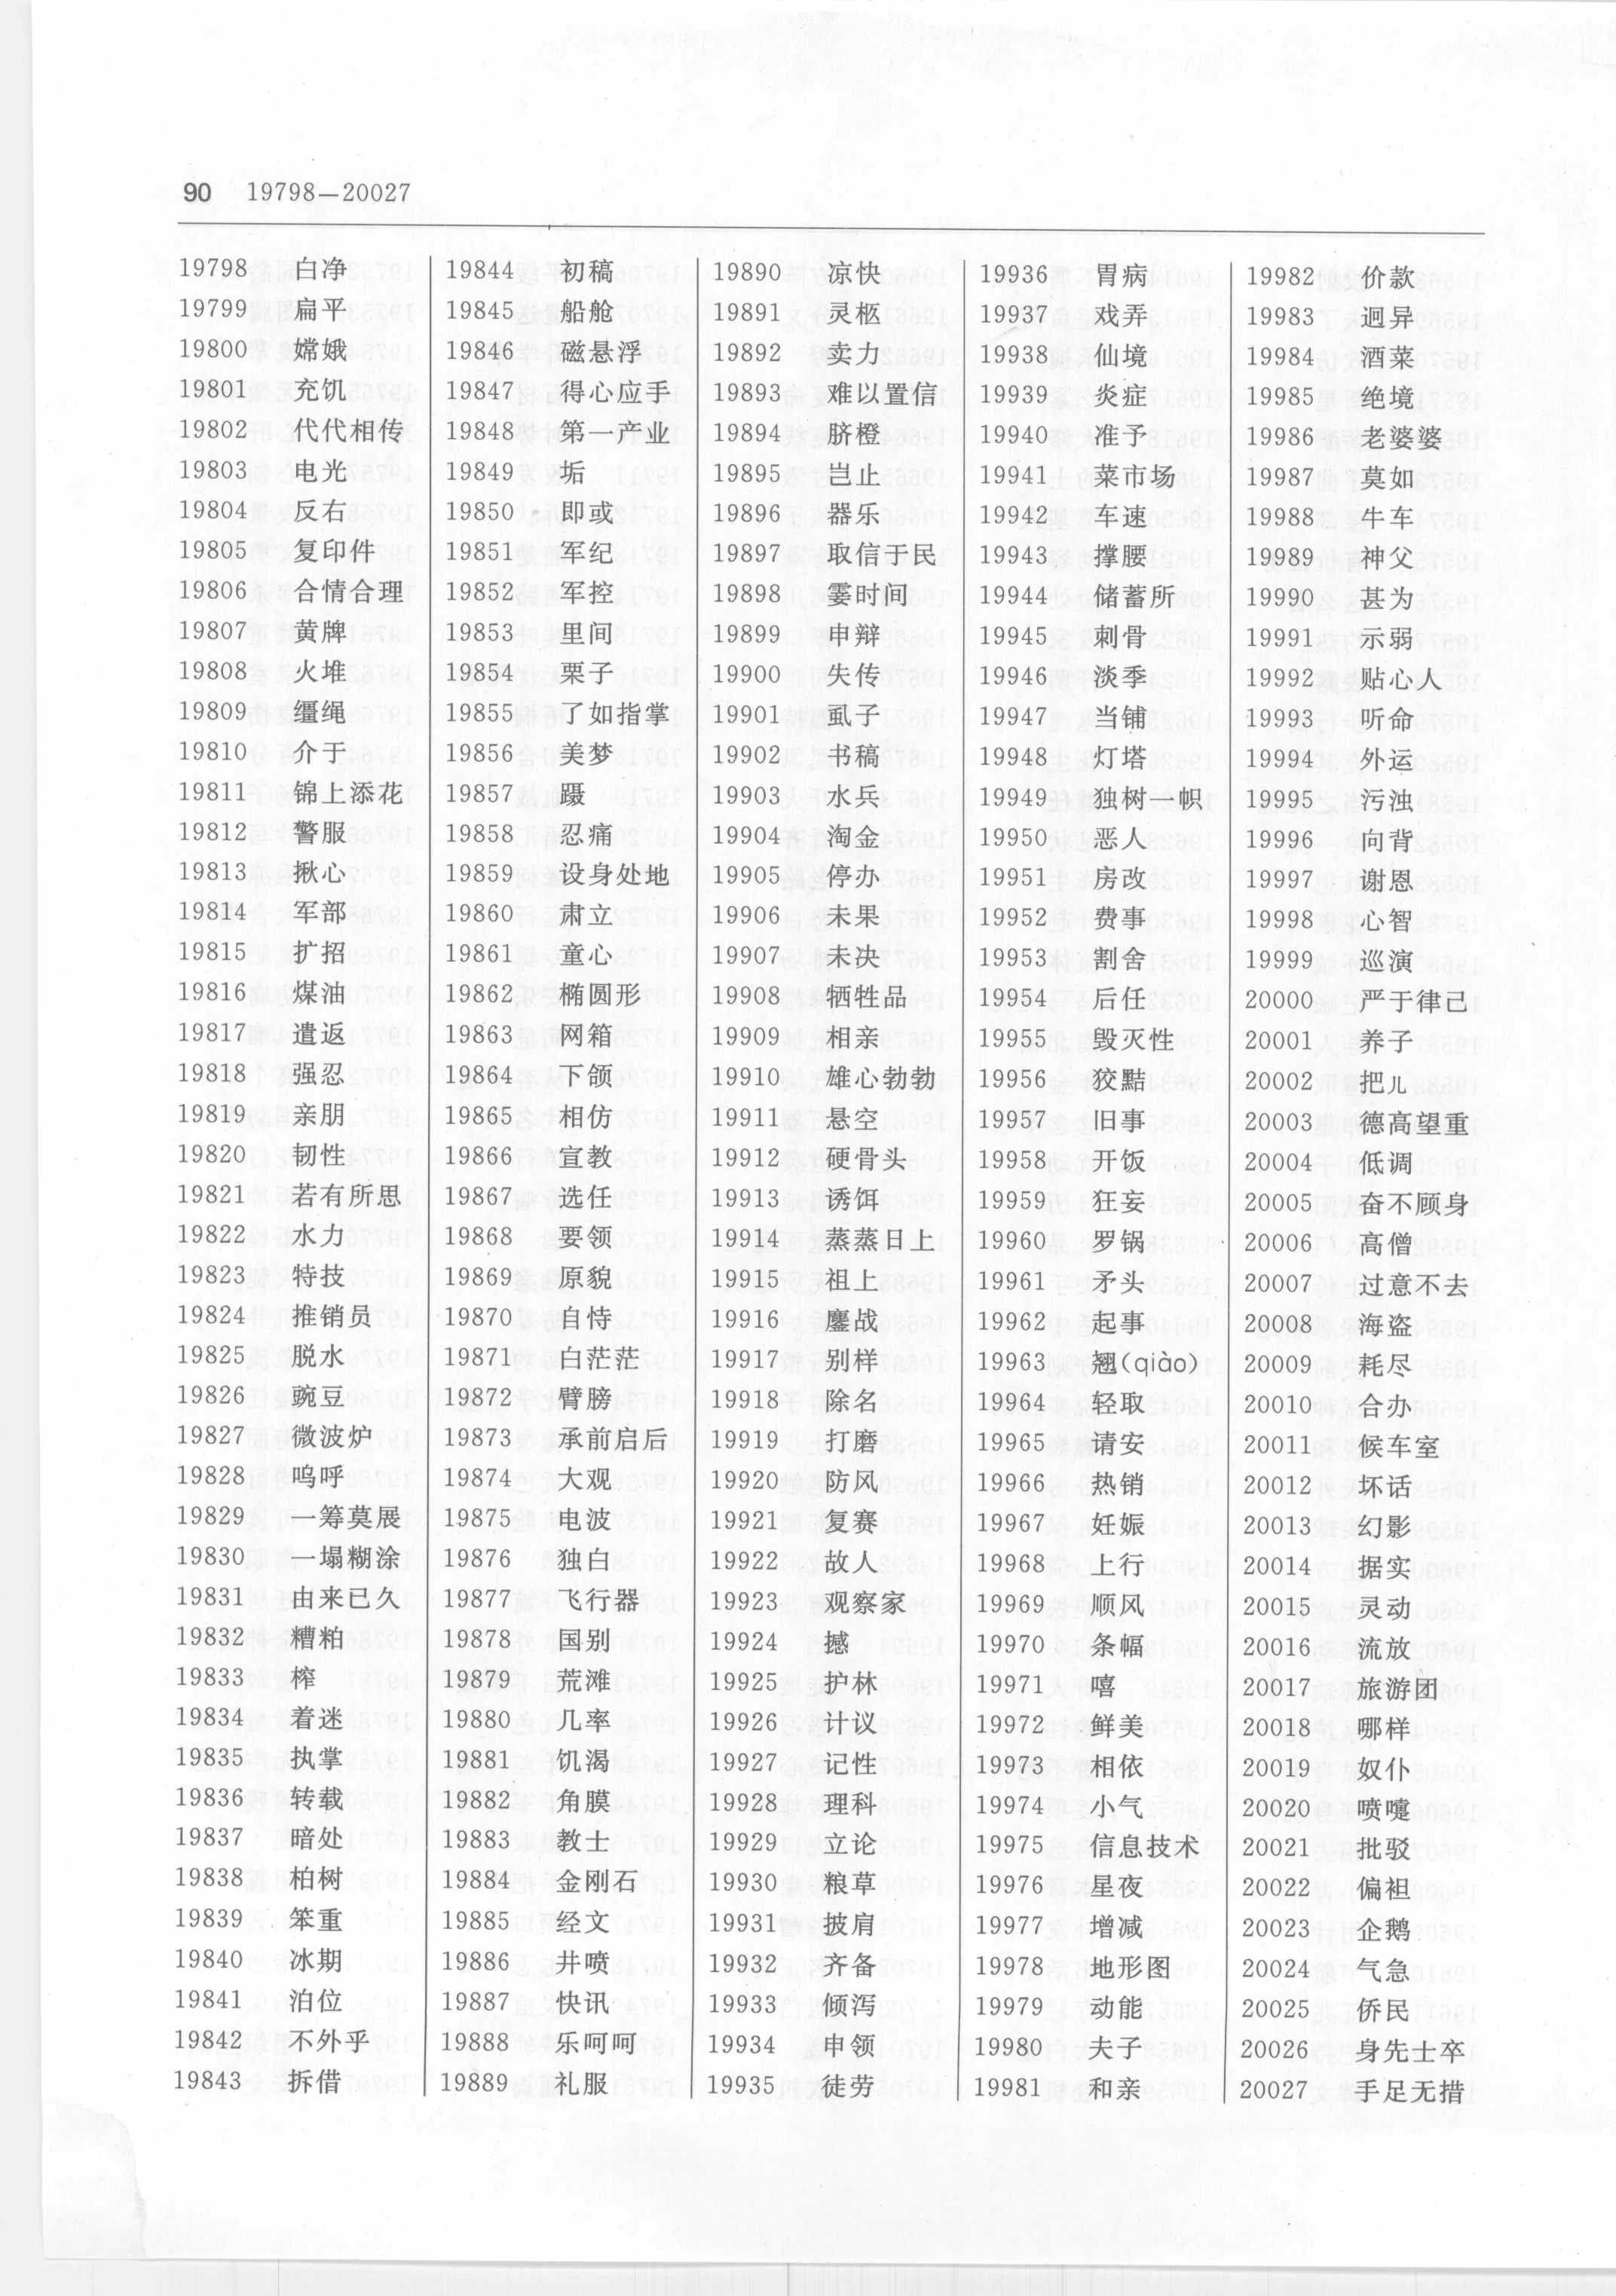 90 19798—20027
19798 白净
19799 扁平
19800 嫦娥
19801 充饥
19802 代代相传
19803 电光
19804 反右
19805 复印件
19806 合情合理
19807 黄牌
19808 火堆
19809 缰绳
19810 介于
19811 锦上添花
19812 警服
19813 揪心
19814 军部
19815 扩招
19816 煤油
19817 遣返
19818 强忍
19819 亲朋
19820 韧性
19821 若有所思
19822 水力
19823 特技
19824 推销员
19825 脱水
19826 豌豆
19827 微波炉
19828 呜呼
19829 一筹莫展
19830 一塌糊涂
19831 由来已久
19832 糟粕
19833 榨
19834 着迷
19835 执掌
19836 转载
19837 暗处
19838 柏树
19839 笨重
19840 冰期
19841 泊位
19842 不外乎
19843 拆借
19844 初稿
19845 船舱
19846 磁悬浮
19847 得心应手
19848 第一产业
19849 垢
19850 即或
19851 军纪
19852 军控
19853 里间
19854 栗子
19855 了如指掌
19856 美梦
19857 蹑
19858 忍痛
19859 设身处地
19860 肃立
19861 童心
19862 椭圆形
19863 网箱
19864 下颌
19865 相仿
19866 宣教
19867 选任
19868 要领
19869 原貌
19870 自恃
19871 白茫茫
19872 臂膀
19873 承前启后
19874 大观
19875 电波
19876 独白
19877 飞行器
19878 国别
19879 荒滩
19880 几率
19881 饥渴
19882 角膜
19883 教士
19884 金刚石
19885 经文
19886 井喷
19887 快讯
19888 乐呵呵
19889 礼服
19890 凉快
19891 灵柩
19892 卖力
19893 难以置信
19894 脐橙
19895 岂止
19896 器乐
19897 取信于民
19898 霎时间
19899 申辩
19900 失传
19901 虱子
19902 书稿
19903 水兵
19904 淘金
19905 停办
19906 未果
19907 未决
19908 牺牲品
19909 相亲
19910 雄心勃勃
19911 悬空
19912 硬骨头
19913 诱饵
19914 蒸蒸日上
19915 祖上
19916 鏖战
19917 别样
19918 除名
19919 打磨
19920 防风
19921 复赛
19922 故人
19923 观察家
19924 撼
19925 护林
19926 计议
19927 记性
19928 理科
19929 立论
19930 粮草
19931 披肩
19932 齐备
19933 倾泻
19934 申领
19935 徒劳
19936 胃病
19937 戏弄
19938 仙境
19939 炎症
19940 准予
19941 菜市场
19942 车速
19943 撑腰
19944 储蓄所
19945 刺骨
19946 淡季
19947 当铺
19948 灯塔
19949 独树一帜
19950 恶人
19951 房改
19952 费事
19953 割舍
19954 后任
19955 毁灭性
19956 狡黠
19957 旧事
19958 开饭
19959 狂妄
19960 罗锅
19961 矛头
19962 起事
19963 翘(qiào)
19964 轻取
19965 请安
19966 热销
19967 妊娠
19968 上行
19969 顺风
19970 条幅
19971 嘻
19972 鲜美
19973 相依
19974 小气
19975 信息技术
19976 星夜
19977 增减
19978 地形图
19979 动能
19980 夫子
19981 和亲
19982 价款
19983 迥异
19984 酒菜
19985 绝境
19986 老婆婆
19987 莫如
19988 牛车
19989 神父
19990 甚为
19991 示弱
19992 贴心人
19993 听命
19994 外运
19995 污浊
19996 向背
19997 谢恩
19998 心智
19999 巡演
20000 严于律己
20001 养子
20002 把儿
20003 德高望重
20004 低调
20005 奋不顾身
20006 高僧
20007 过意不去
20008 海盗
20009 耗尽
20010 合办
20011 候车室
20012 坏话
20013 幻影
20014 据实
20015 灵动
20016 流放
20017 旅游团
20018 哪样
20019 奴仆
20020 喷嚏
20021 批驳
20022 偏袒
20023 企鹅
20024 气急
20025 侨民
20026 身先士卒
20027 手足无措